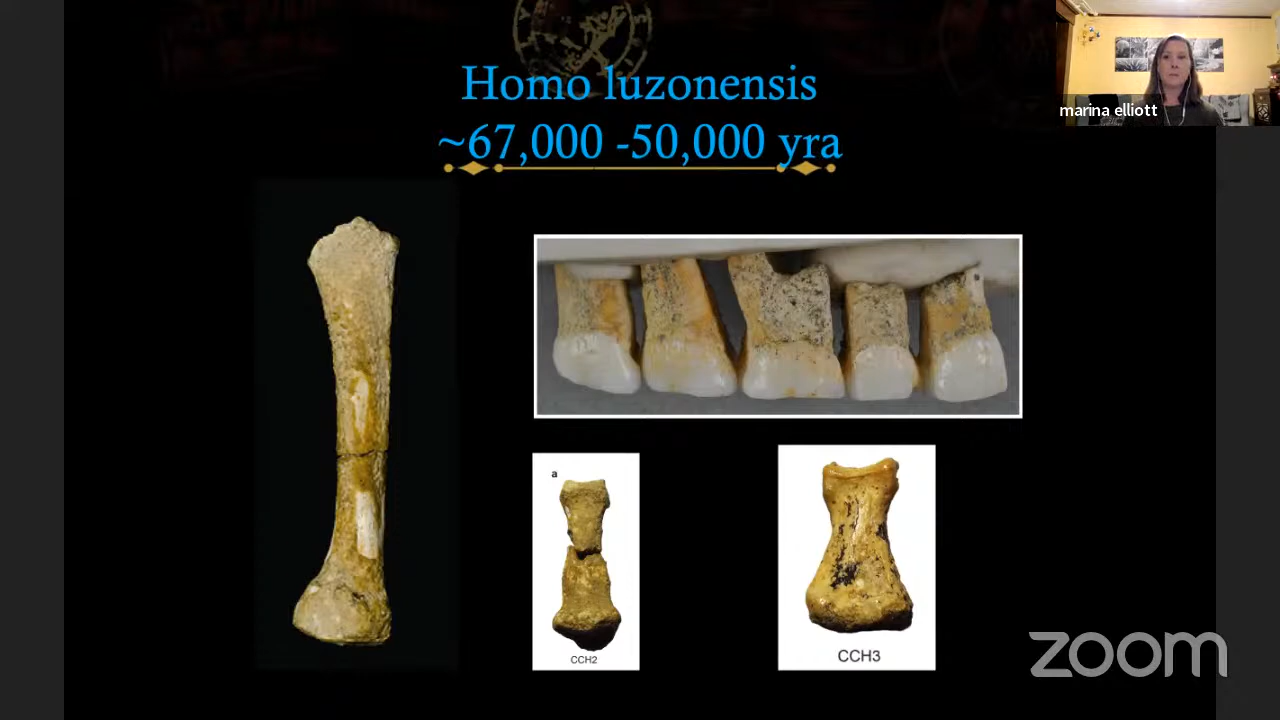 Homo luzonensis
~67,000 -50,000 yra
marina elliott
a
CCH2
CCH3
zoom